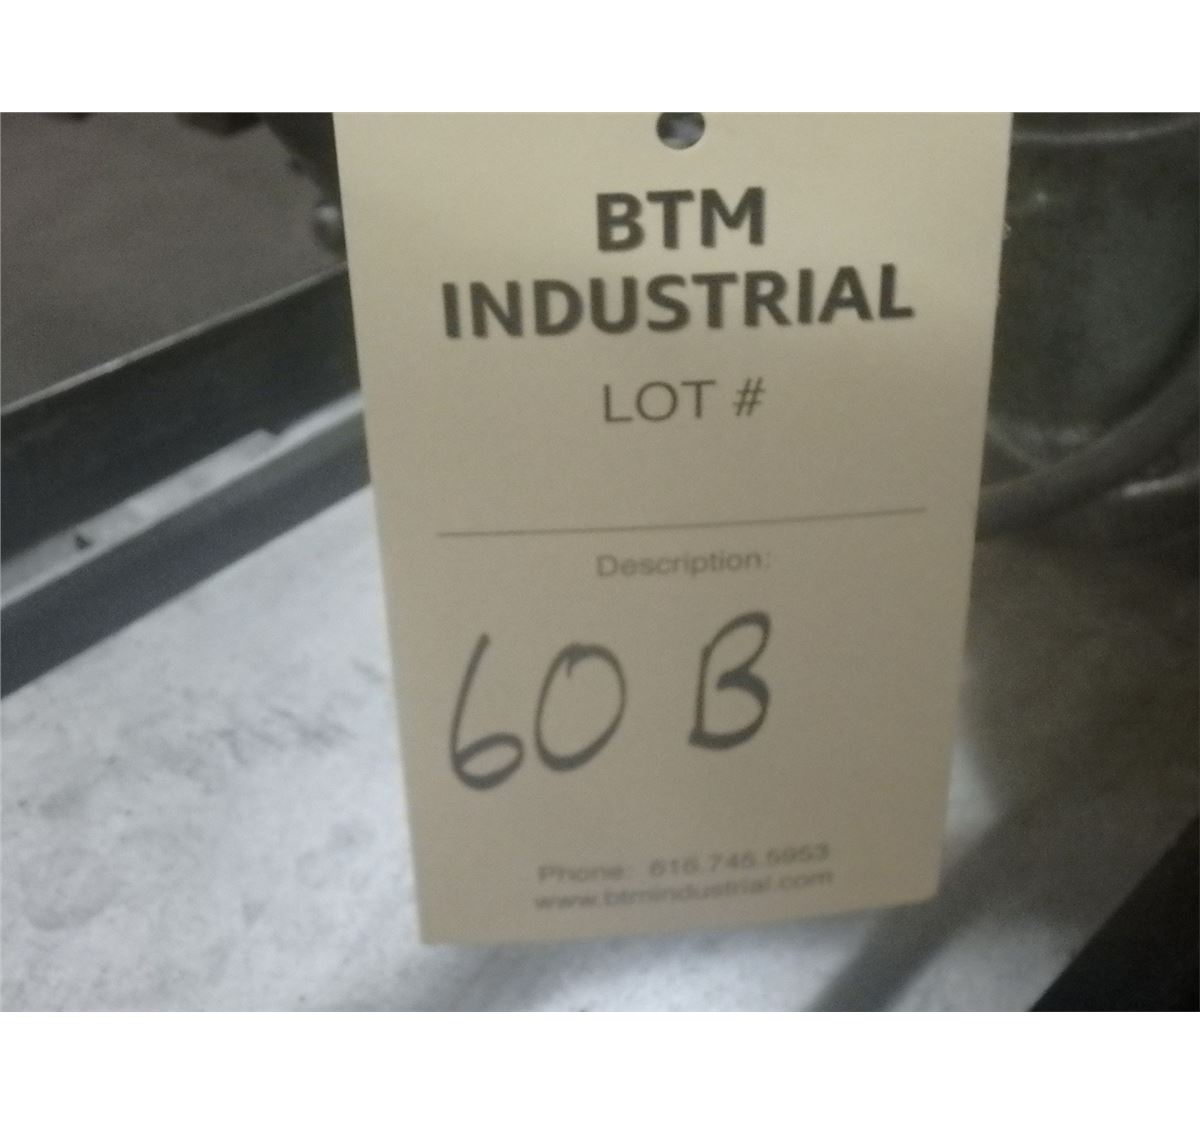 BTM
INDUSTRIAL
LOT #
Description:
60 B
Phone: 616.745.5953
www.btmindustrial.com